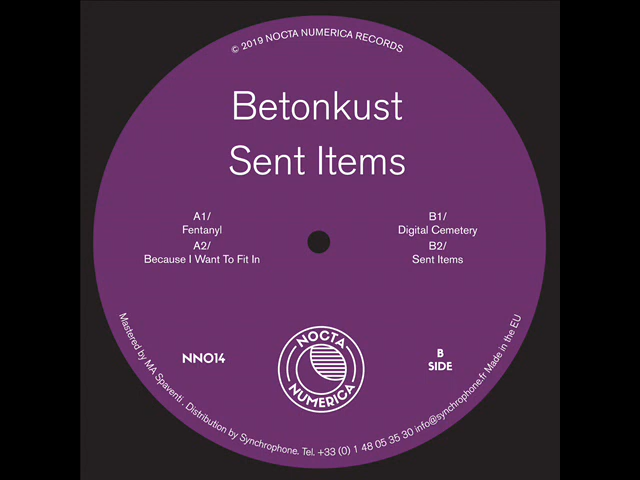 © 2019 NOCTA NUMERICA RECORDS
Betonkust
Sent Items
A1/
Fentanyl
A2/
Because I Want To Fit In
B1/
Digital Cemetery
B2/
Sent Items
NN014
NOCTA
NUMERICA
B
SIDE
Mastered by MA Spaventi . Distribution by Synchrophone. Tel. +33 (0) 1 48 05 35 30 info@synchrophone.fr Made in the EU